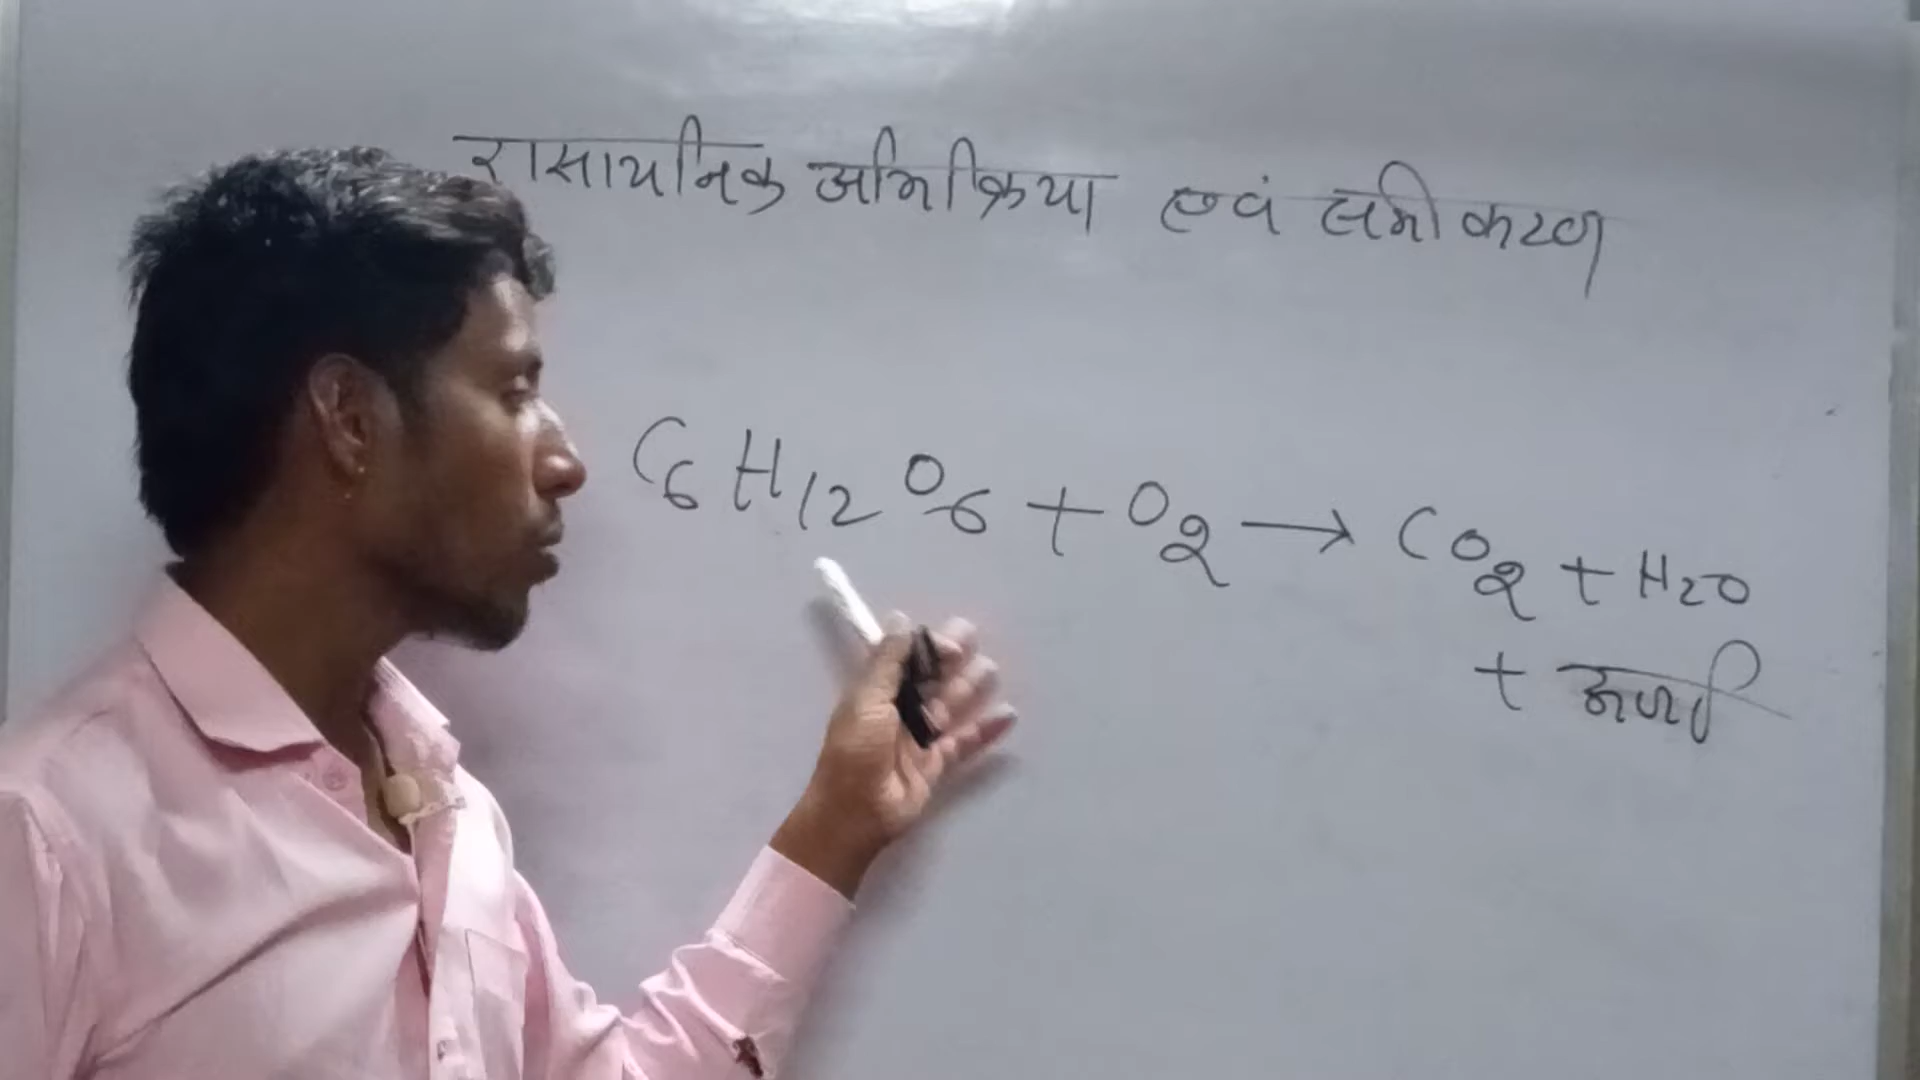 रासायनिक अभिक्रिया एवं समीकरण
C₆H₁₂O₆ + O₂ → CO₂ + H₂O
+ ऊर्जा